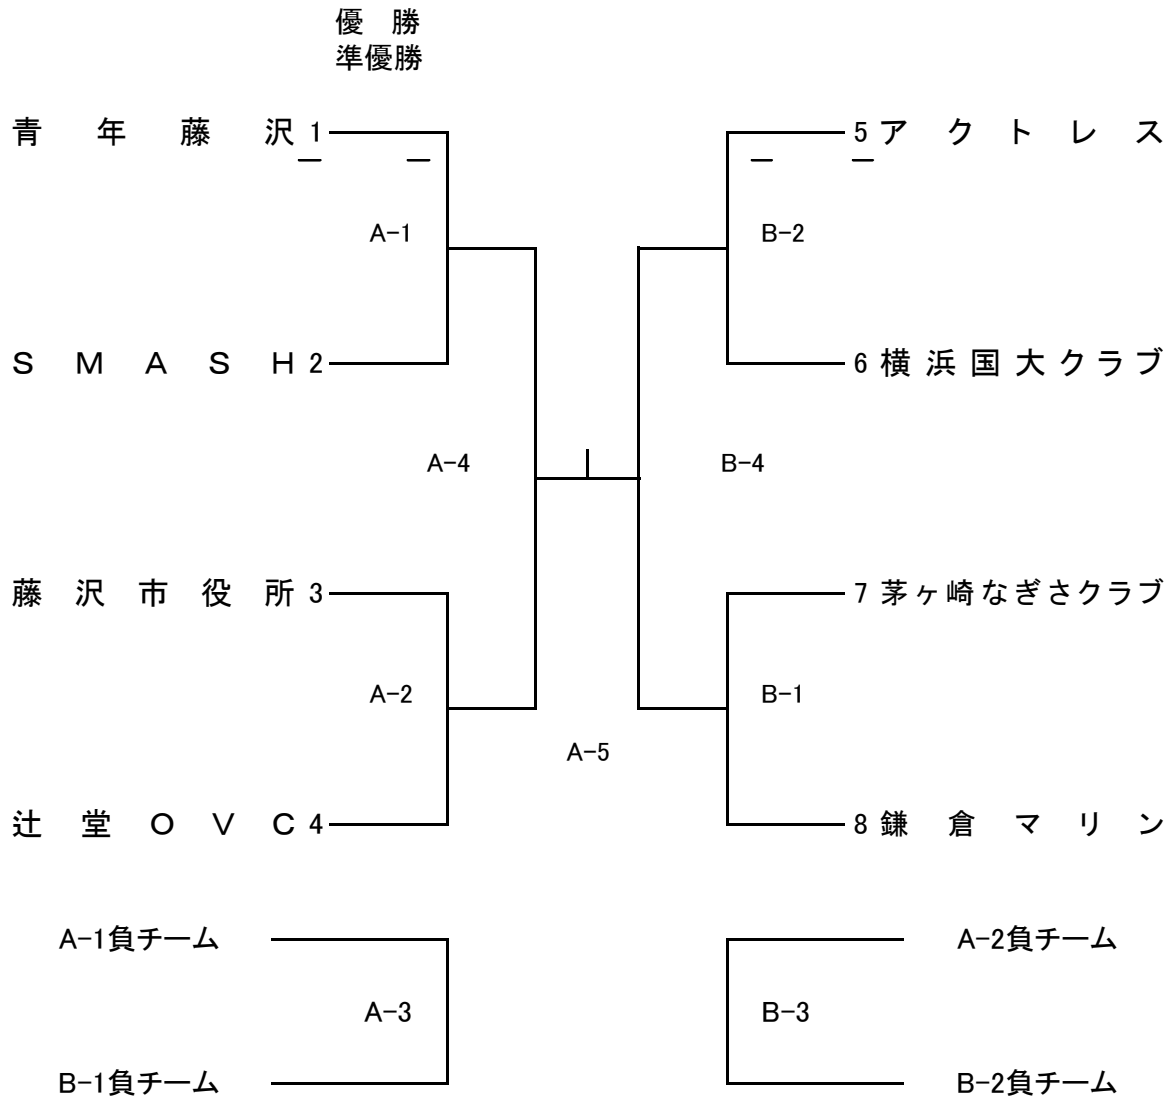 優　勝
準優勝
青年藤沢 1
5 アクトレス
A-1
B-2
ＳＭＡＳＨ 2
6 横浜国大クラブ
A-4
B-4
藤沢市役所 3
7 茅ヶ崎なぎさクラブ
A-2
B-1
A-5
辻堂ＯＶＣ 4
8 鎌倉マリン
A-1負チーム
A-2負チーム
A-3
B-3
B-1負チーム
B-2負チーム